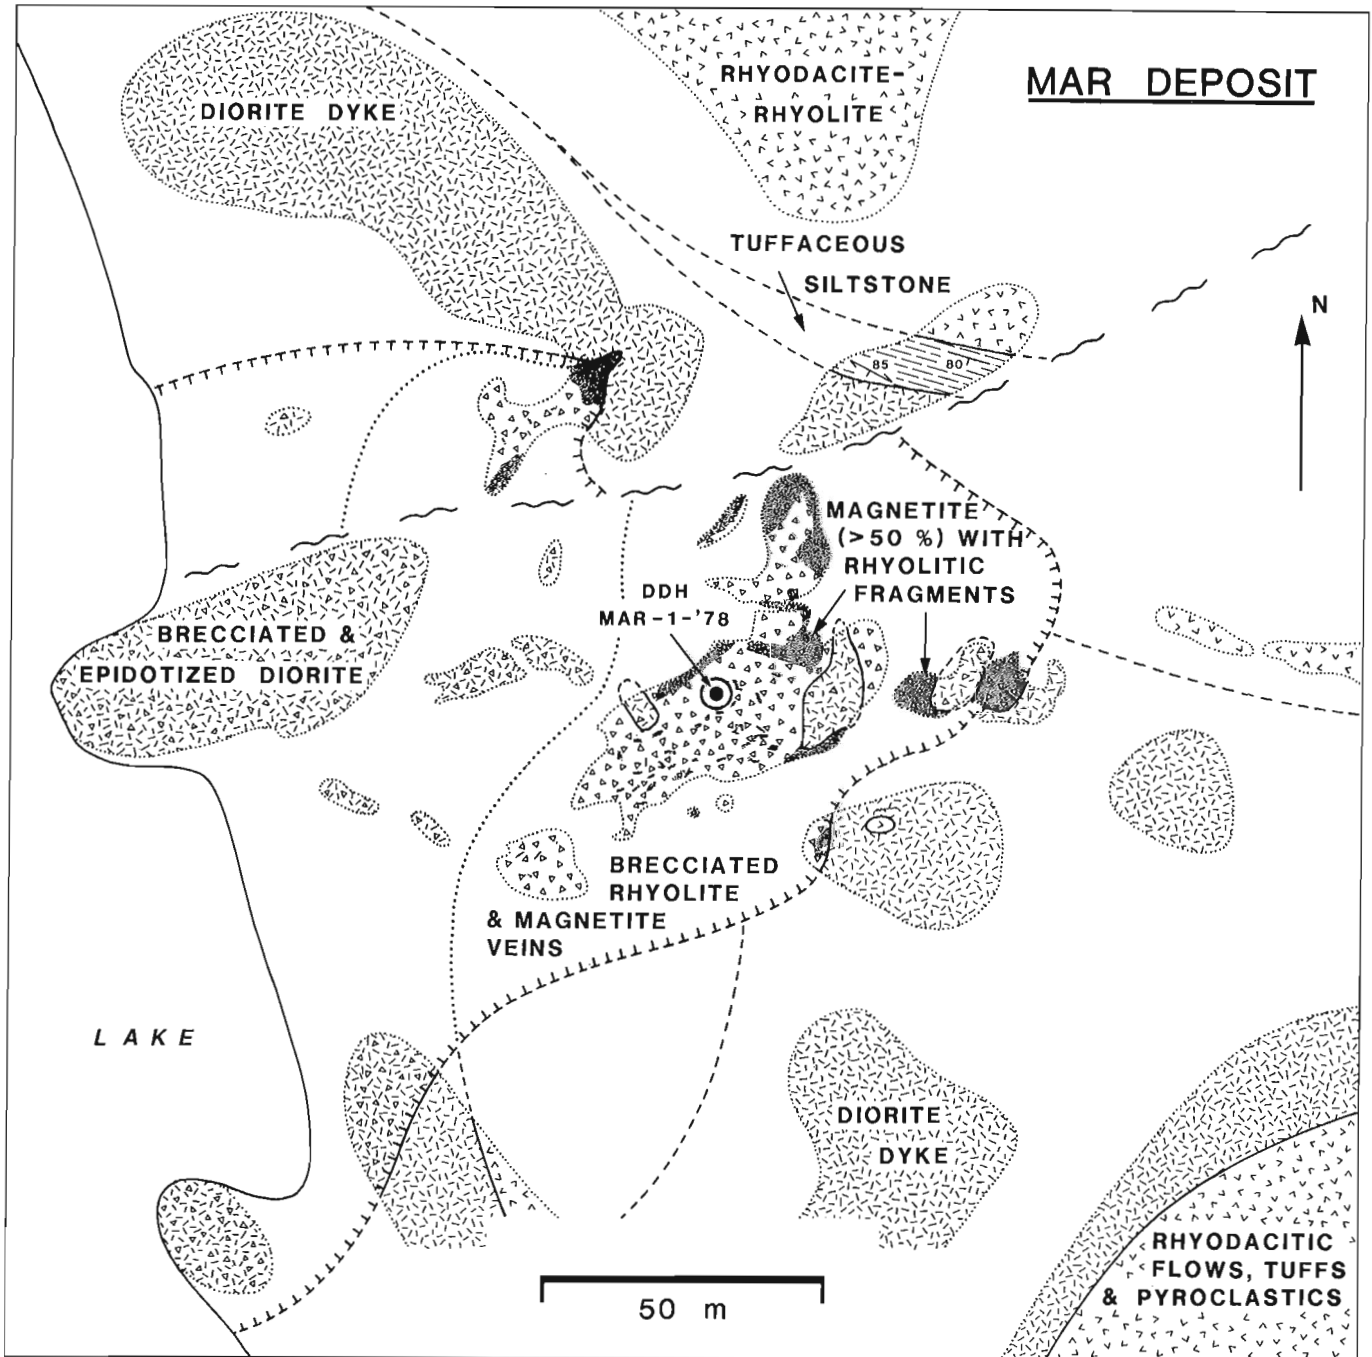 MAR DEPOSIT
RHYODACITE-
RHYOLITE
DIORITE DYKE
TUFFACEOUS
SILTSTONE
N
85
80
MAGNETITE
(>50 %) WITH
RHYOLITIC
FRAGMENTS
DDH
MAR-1-'78
BRECCIATED &
EPIDOTIZED DIORITE
BRECCIATED
RHYOLITE
& MAGNETITE
VEINS
LAKE
DIORITE
DYKE
RHYODACITIC
FLOWS, TUFFS
& PYROCLASTICS
50 m